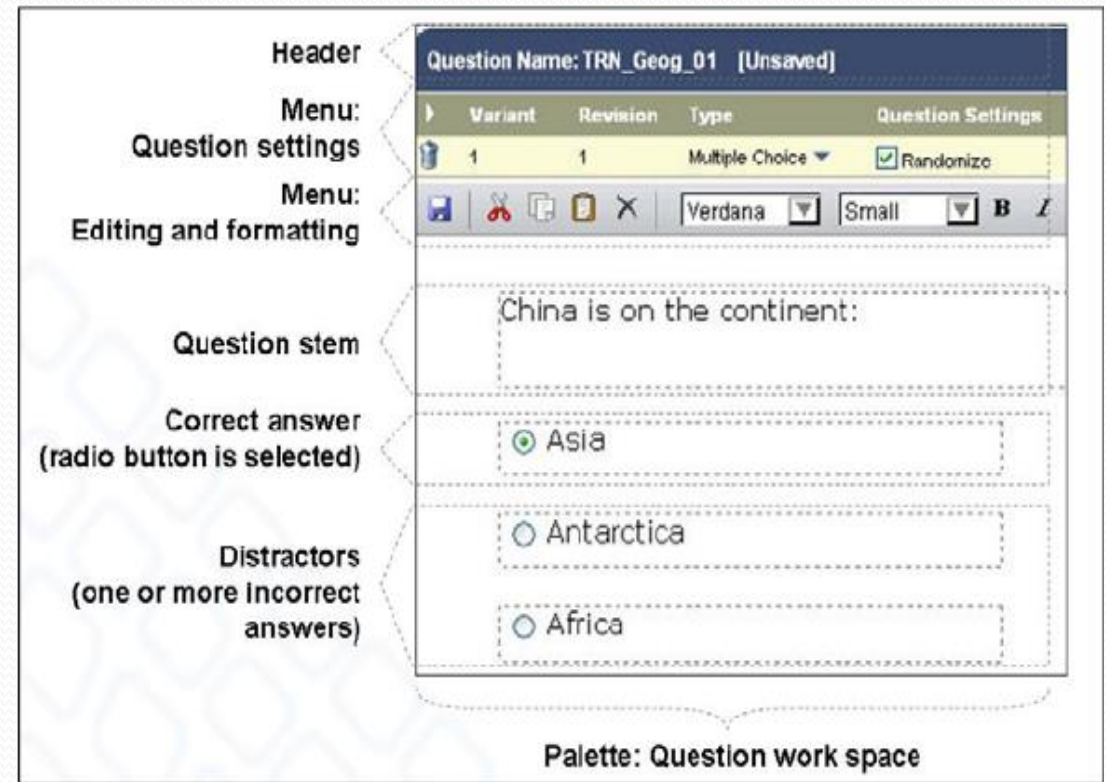 Header
Question Name: TRN_Geog_01 [Unsaved]
Menu:
Question settings
Variant Revision Type Question Settings
1 1 Multiple Choice Randomize
Menu:
Editing and formatting
Verdana Small B I
Question stem
China is on the continent:
Correct answer
(radio button is selected)
Asia
Distractors
(one or more incorrect
answers)
Antarctica
Africa
Palette: Question work space